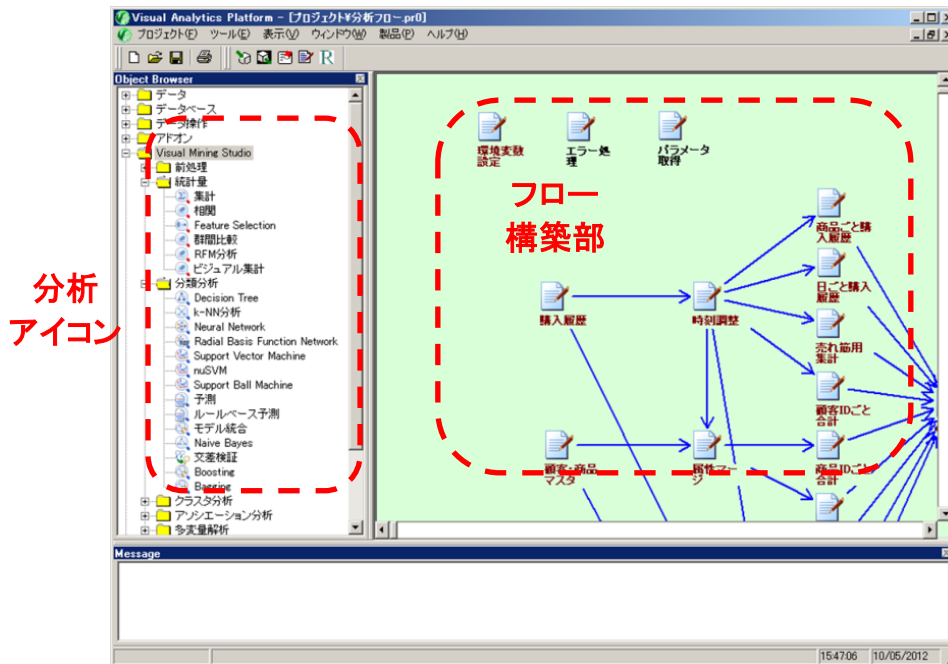 Visual Analytics Platform - [プロジェクト¥分析フロー.pr0]
プロジェクト(F) ツール(E) 表示(V) ウィンドウ(W) 製品(P) ヘルプ(H)
R
Object Browser
データ
データベース
データ操作
アドオン
Visual Mining Studio
前処理
統計量
集計
相関
Feature Selection
群間比較
RFM分析
ビジュアル集計
分類分析
Decision Tree
k-NN分析
Neural Network
Radial Basis Function Network
Support Vector Machine
nuSVM
Support Ball Machine
予測
ルールベース予測
モデル統合
Naive Bayes
交差検証
Boosting
Bagging
クラスタ分析
アソシエーション分析
多変量解析
分析
アイコン
環境変数
設定
エラー処
理
パラメータ
取得
フロー
構築部
商品ごと購
入履歴
日ごと購入
履歴
購入履歴
時刻調整
売れ筋用
集計
顧客IDごと
合計
顧客・商品
マスタ
属性マー
ジ
商品IDごと
合計
Message
15:47:06 10/05/2012